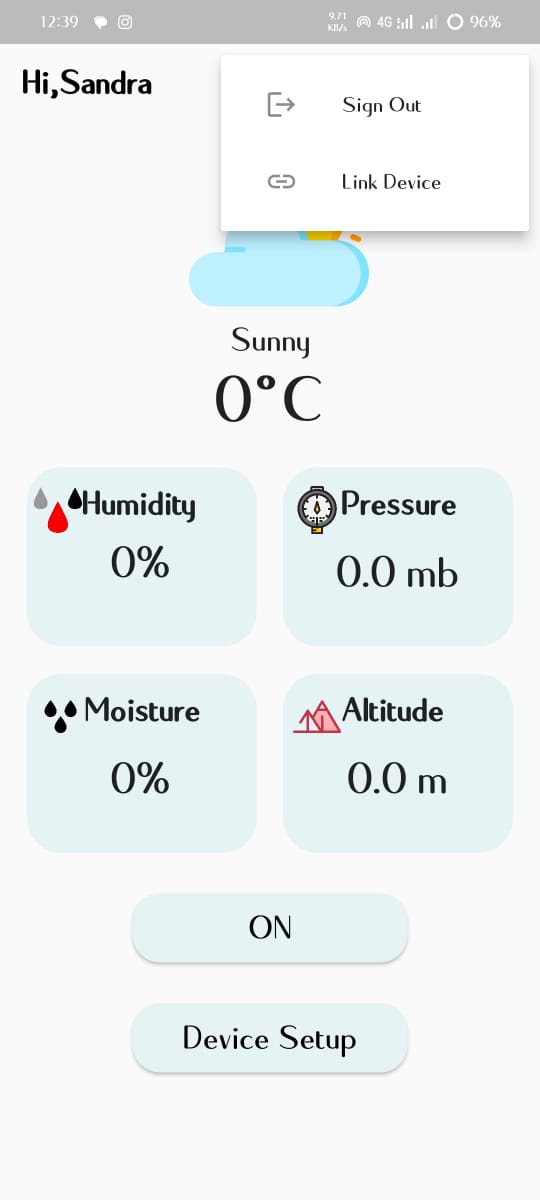 12:39 9.71 KB/s 4G 96%
Hi,Sandra
Sign Out
Link Device
Sunny
0°C
Humidity
0%
Pressure
0.0 mb
Moisture
0%
Altitude
0.0 m
ON
Device Setup